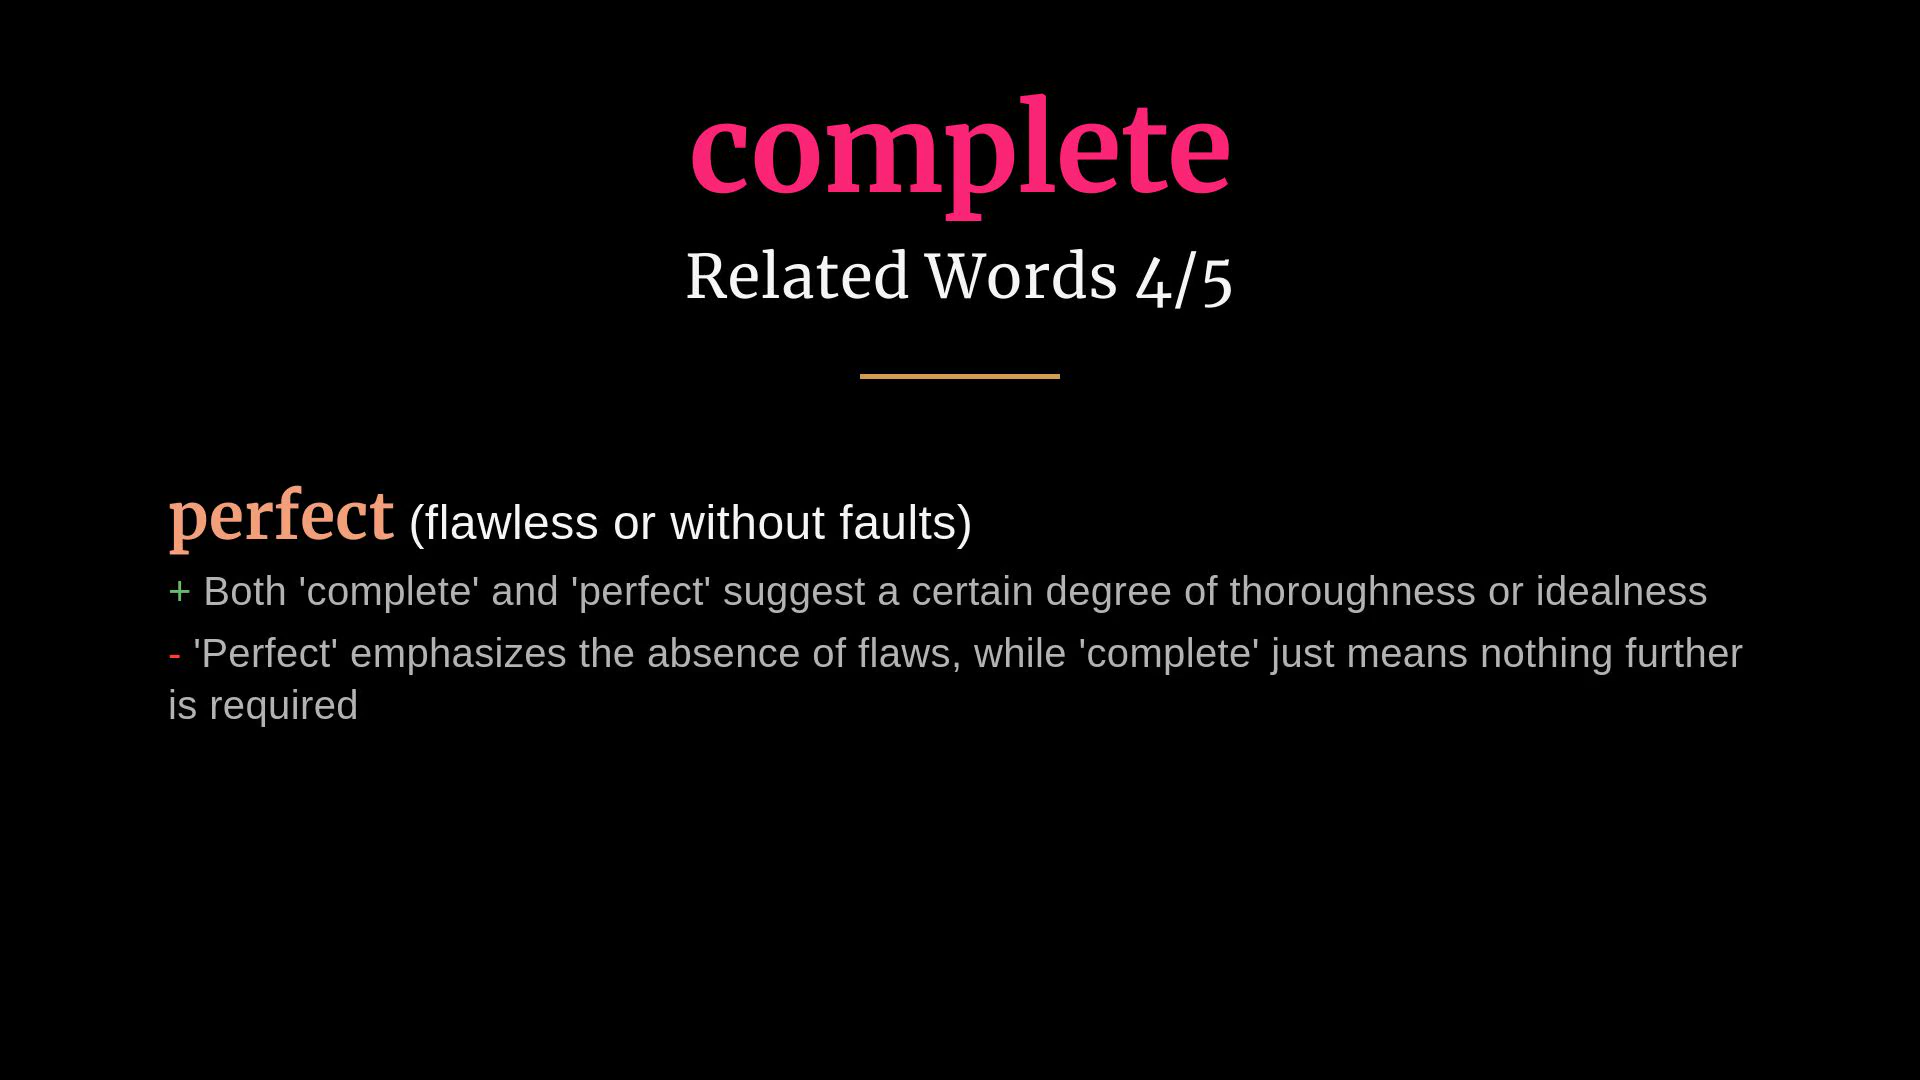 complete
Related Words 4/5
perfect (flawless or without faults)
+ Both 'complete' and 'perfect' suggest a certain degree of thoroughness or idealness
- 'Perfect' emphasizes the absence of flaws, while 'complete' just means nothing further
is required